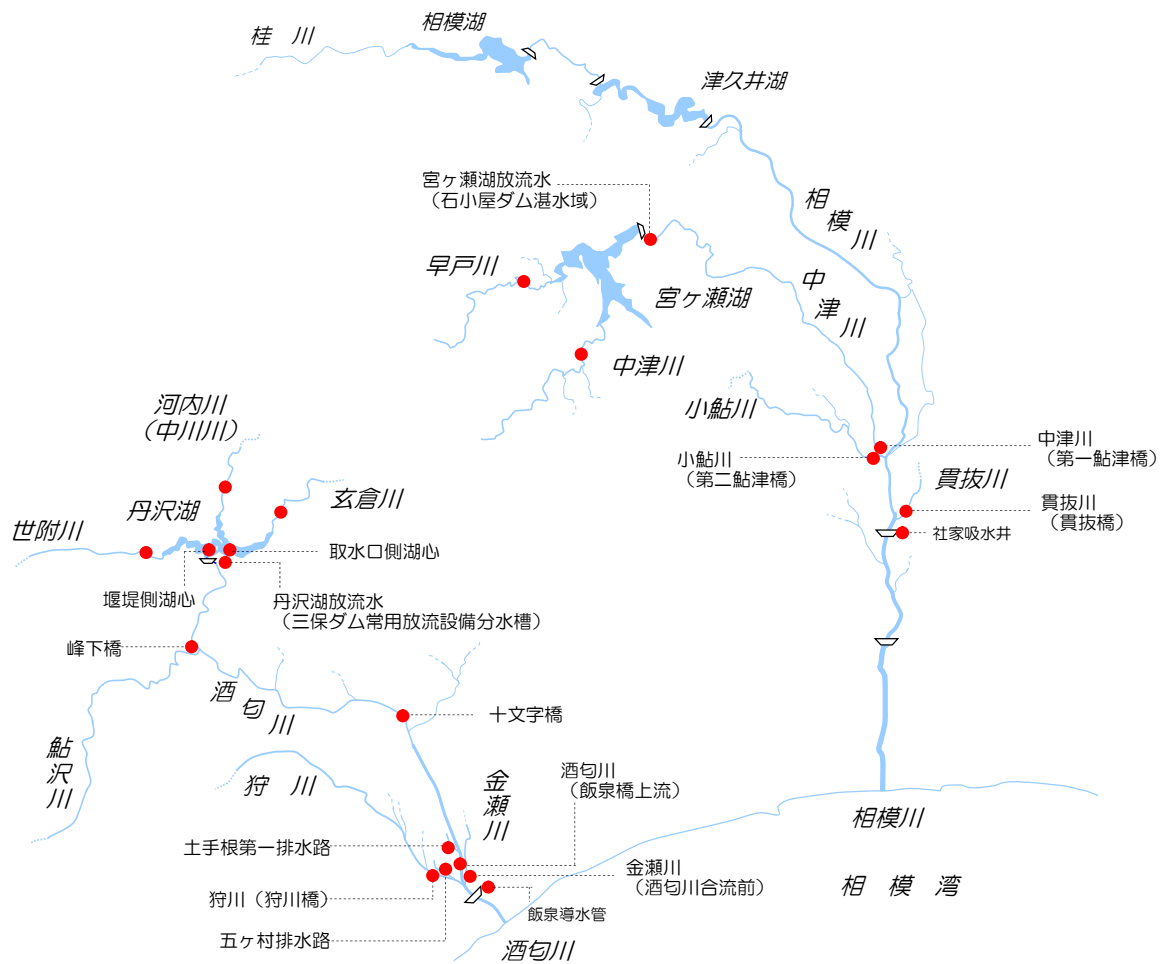 相模湖
桂川
津久井湖
宮ヶ瀬湖放流水
（石小屋ダム湛水域）
相模川
早戸川
中津川
宮ヶ瀬湖
中津川
小鮎川
河内川
（中川川）
中津川
（第一鮎津橋）
小鮎川
（第二鮎津橋）
貫抜川
玄倉川
丹沢湖
世附川
貫抜川
（貫抜橋）
社家吸水井
取水口側湖心
堰堤側湖心
丹沢湖放流水
（三保ダム常用放流設備分水槽）
峰下橋
酒匂川
十文字橋
鮎沢川
狩川
金瀬川
酒匂川
（飯泉橋上流）
相模川
土手根第一排水路
金瀬川
（酒匂川合流前）
相模湾
狩川（狩川橋）
飯泉導水管
五ヶ村排水路
酒匂川